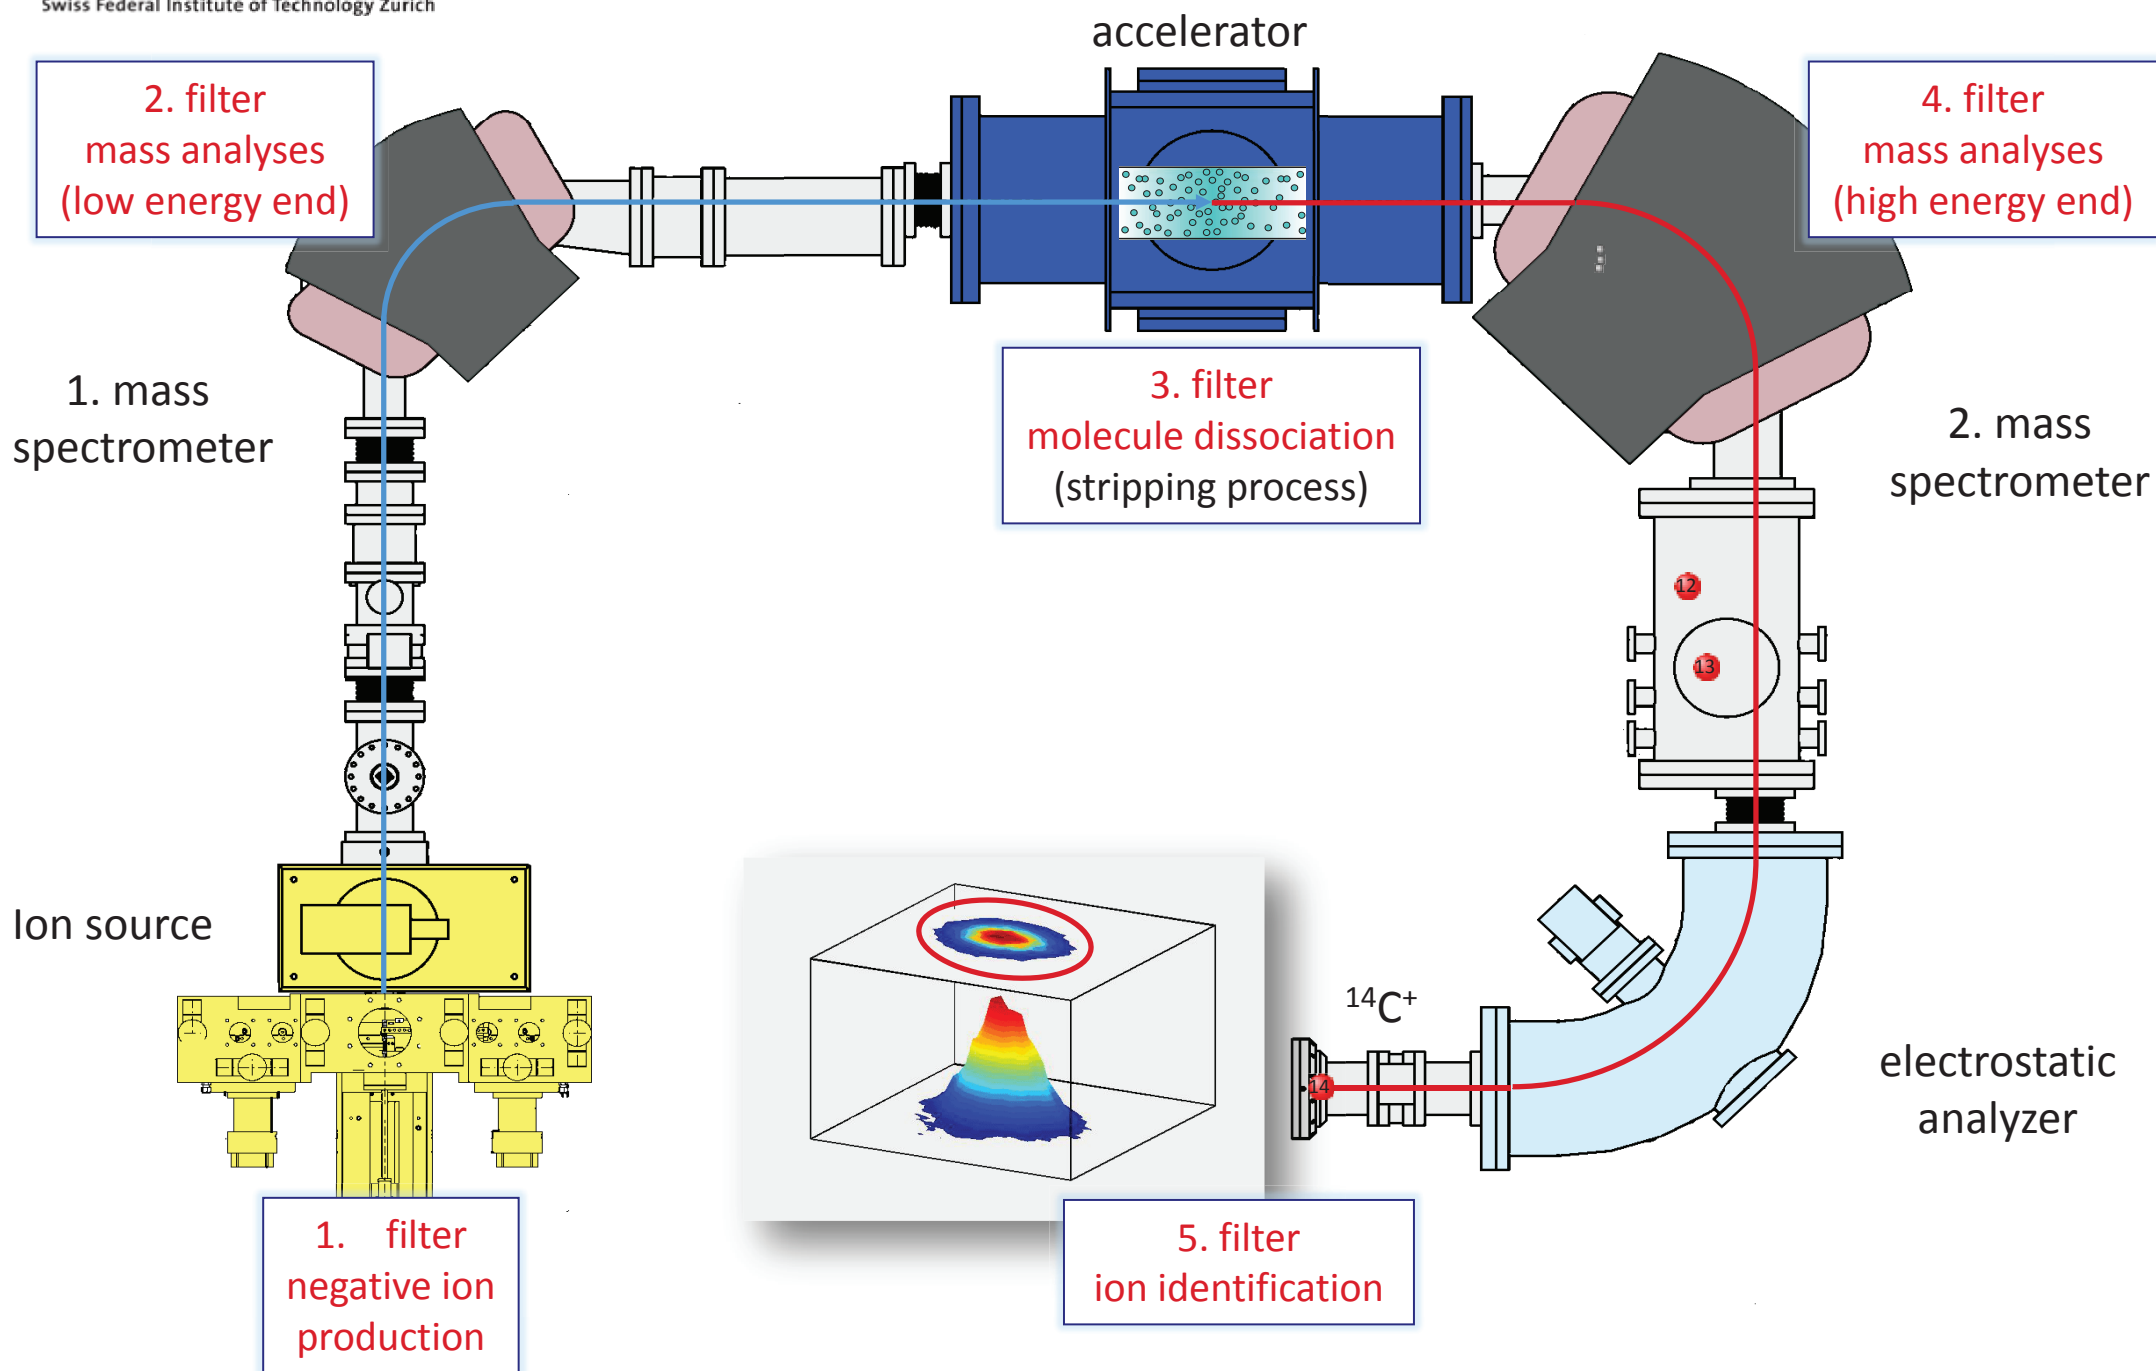 Swiss Federal Institute of Technology Zurich
accelerator
2. filter
mass analyses
(low energy end)
4. filter
mass analyses
(high energy end)
3. filter
molecule dissociation
(stripping process)
1. mass
spectrometer
2. mass
spectrometer
12
13
Ion source
¹⁴C⁺
14
electrostatic
analyzer
1. filter
negative ion
production
5. filter
ion identification